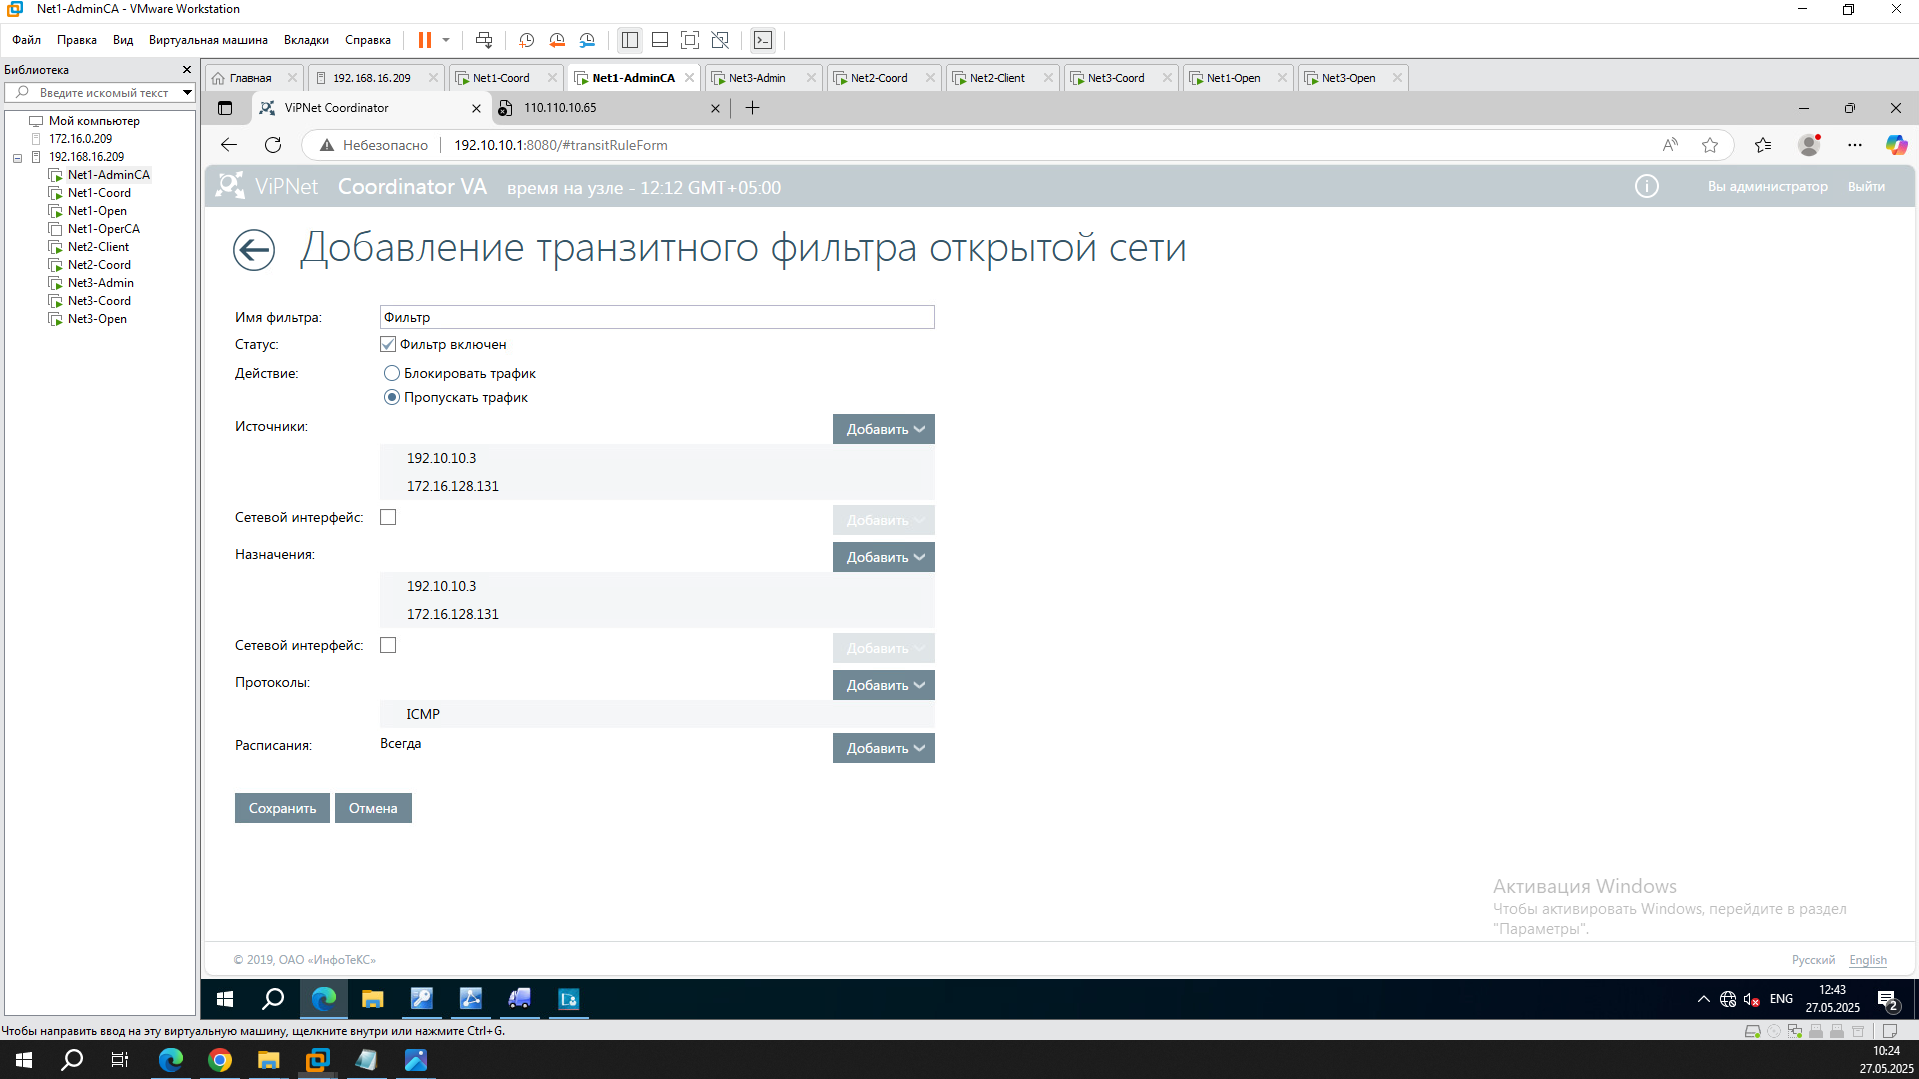 Net1-AdminCA - VMware Workstation
Файл Правка Вид Виртуальная машина Вкладки Справка
Библиотека
Введите искомый текст
Мой компьютер
172.16.0.209
192.168.16.209
Net1-AdminCA
Net1-Coord
Net1-Open
Net1-OperCA
Net2-Client
Net2-Coord
Net3-Admin
Net3-Coord
Net3-Open
Главная 192.168.16.209 Net1-Coord Net1-AdminCA Net3-Admin Net2-Coord Net2-Client Net3-Coord Net1-Open Net3-Open
ViPNet Coordinator 110.110.10.65
Небезопасно 192.10.10.1:8080/#transitRuleForm
ViPNet Coordinator VA время на узле - 12:12 GMT+05:00 Вы администратор Выйти
Добавление транзитного фильтра открытой сети
Имя фильтра: Фильтр
Статус: Фильтр включен
Действие: Блокировать трафик
Пропускать трафик
Источники: Добавить
192.10.10.3
172.16.128.131
Сетевой интерфейс: Добавить
Назначения: Добавить
192.10.10.3
172.16.128.131
Сетевой интерфейс: Добавить
Протоколы: Добавить
ICMP
Расписания: Всегда Добавить
Сохранить Отмена
Активация Windows
Чтобы активировать Windows, перейдите в раздел
"Параметры".
© 2019, ОАО «ИнфоТеКС» Русский English
ENG 12:43
27.05.2025
2
Чтобы направить ввод на эту виртуальную машину, щелкните внутри или нажмите Ctrl+G.
10:24
27.05.2025